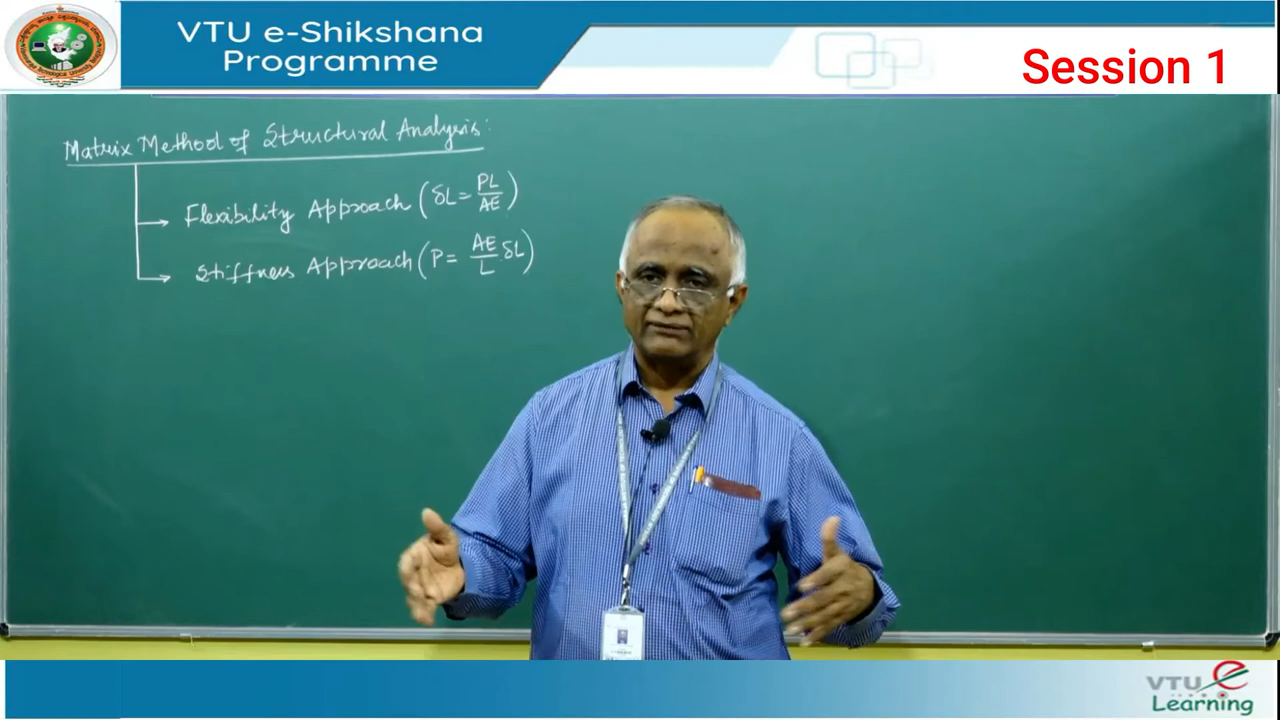 VTU e-Shikshana
Programme
Session 1
Matrix Method of Structural Analysis:
Flexibility Approach (δL = PL/AE)
Stiffness Approach (P = AE/L δL)
VTU e
Learning